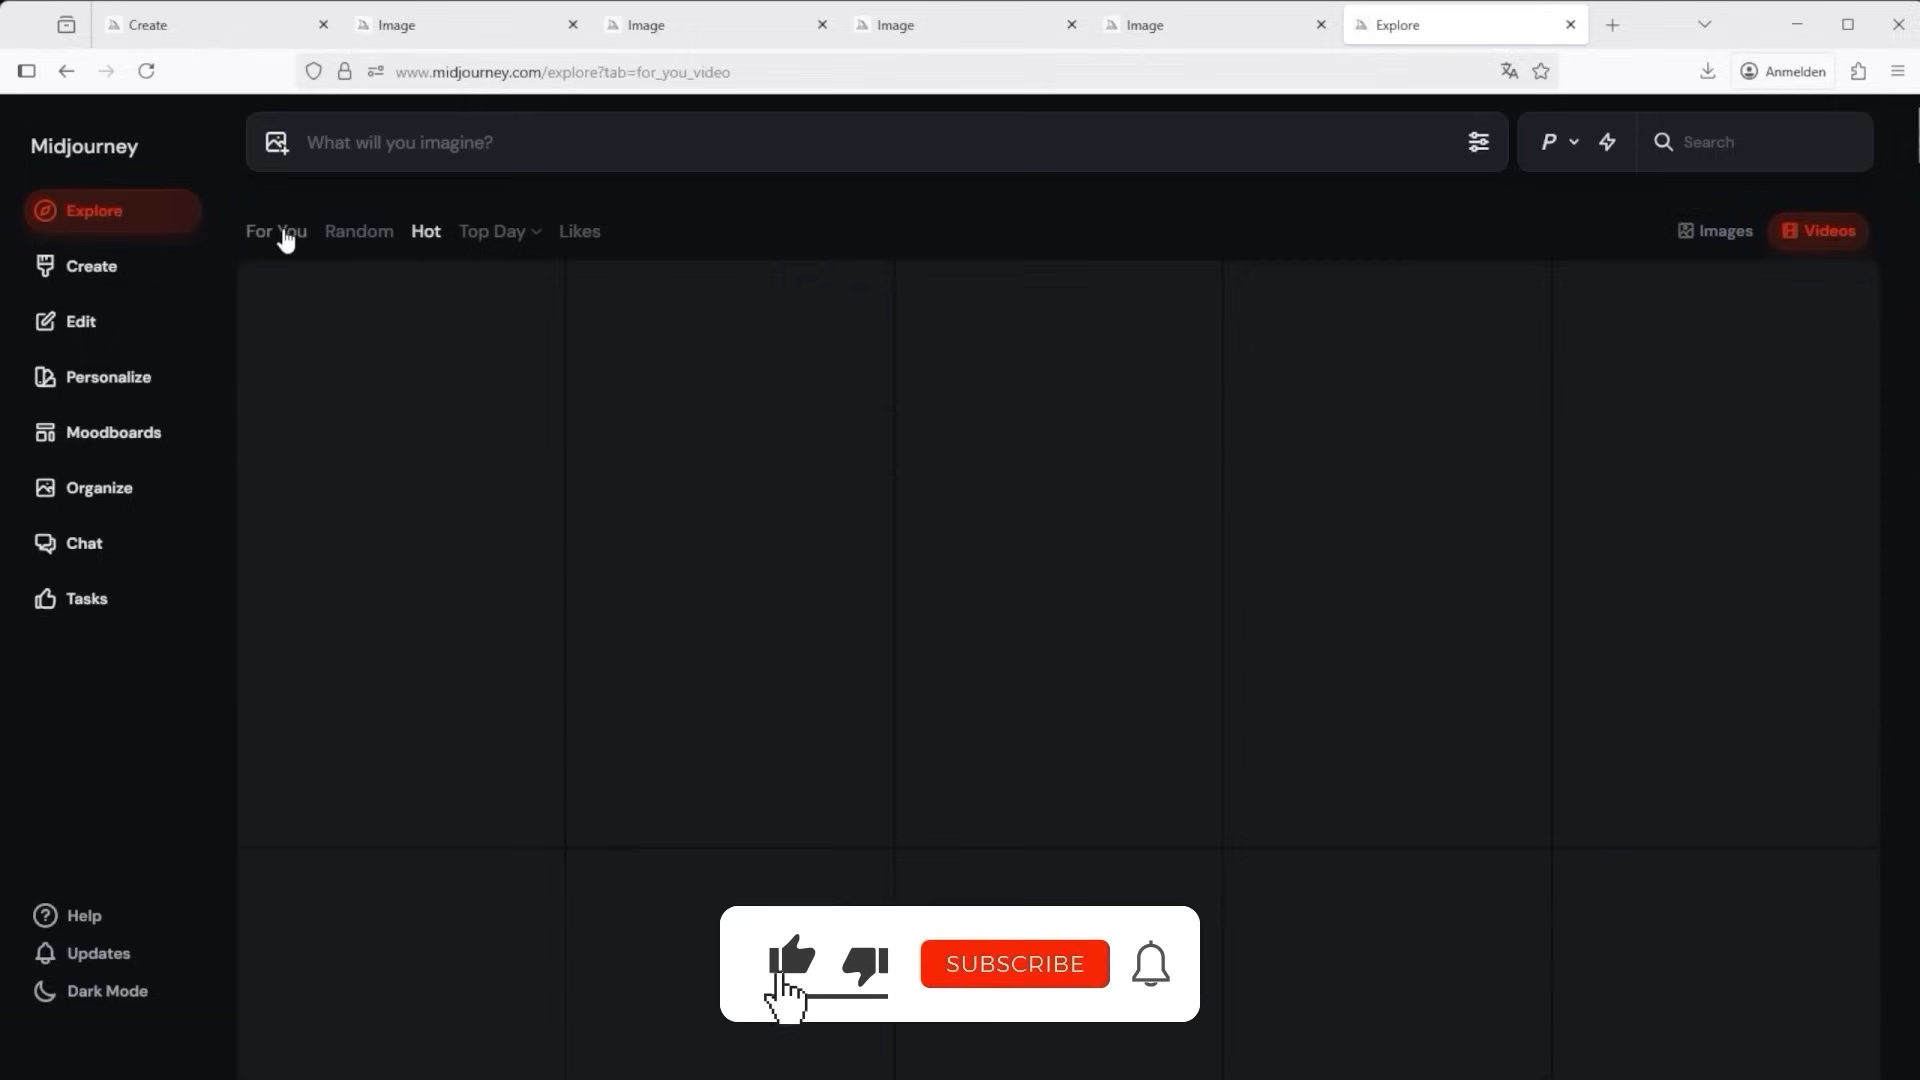 Create
Image
Image
Image
Image
Explore
www.midjourney.com/explore?tab=for_you_video
Anmelden
Midjourney
What will you imagine?
P
Search
Explore
For You
Random
Hot
Top Day
Likes
Images
Videos
Create
Edit
Personalize
Moodboards
Organize
Chat
Tasks
Help
Updates
Dark Mode
SUBSCRIBE